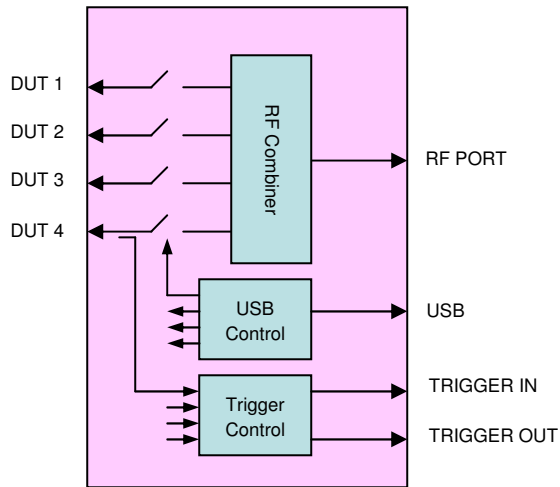 DUT 1
DUT 2
DUT 3
DUT 4
RF Combiner
RF PORT
USB
Control
USB
Trigger
Control
TRIGGER IN
TRIGGER OUT